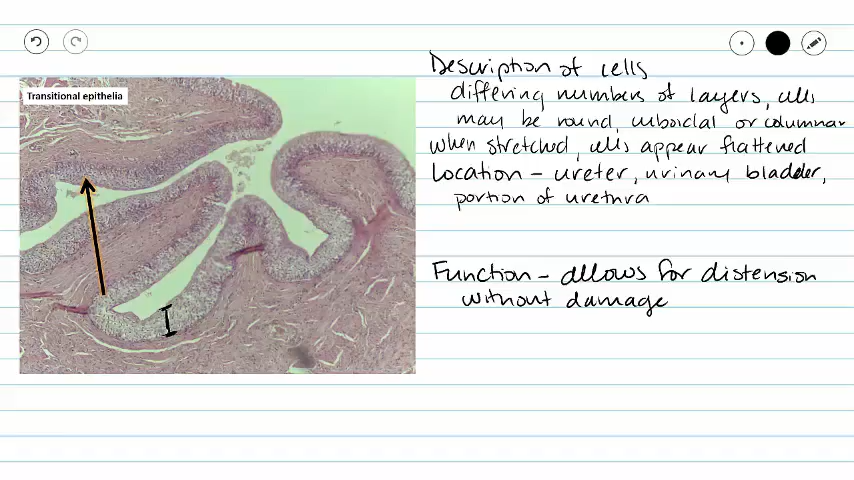 Transitional epithelia
Description of cells
differing numbers of layers, cells
may be round, cuboidal or columnar
when stretched, cells appear flattened
Location - ureter, urinary bladder,
portion of urethra
Function - allows for distension
without damage